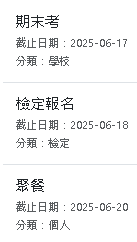 期末考
截止日期：2025-06-17
分類：學校
檢定報名
截止日期：2025-06-18
分類：檢定
聚餐
截止日期：2025-06-20
分類：個人